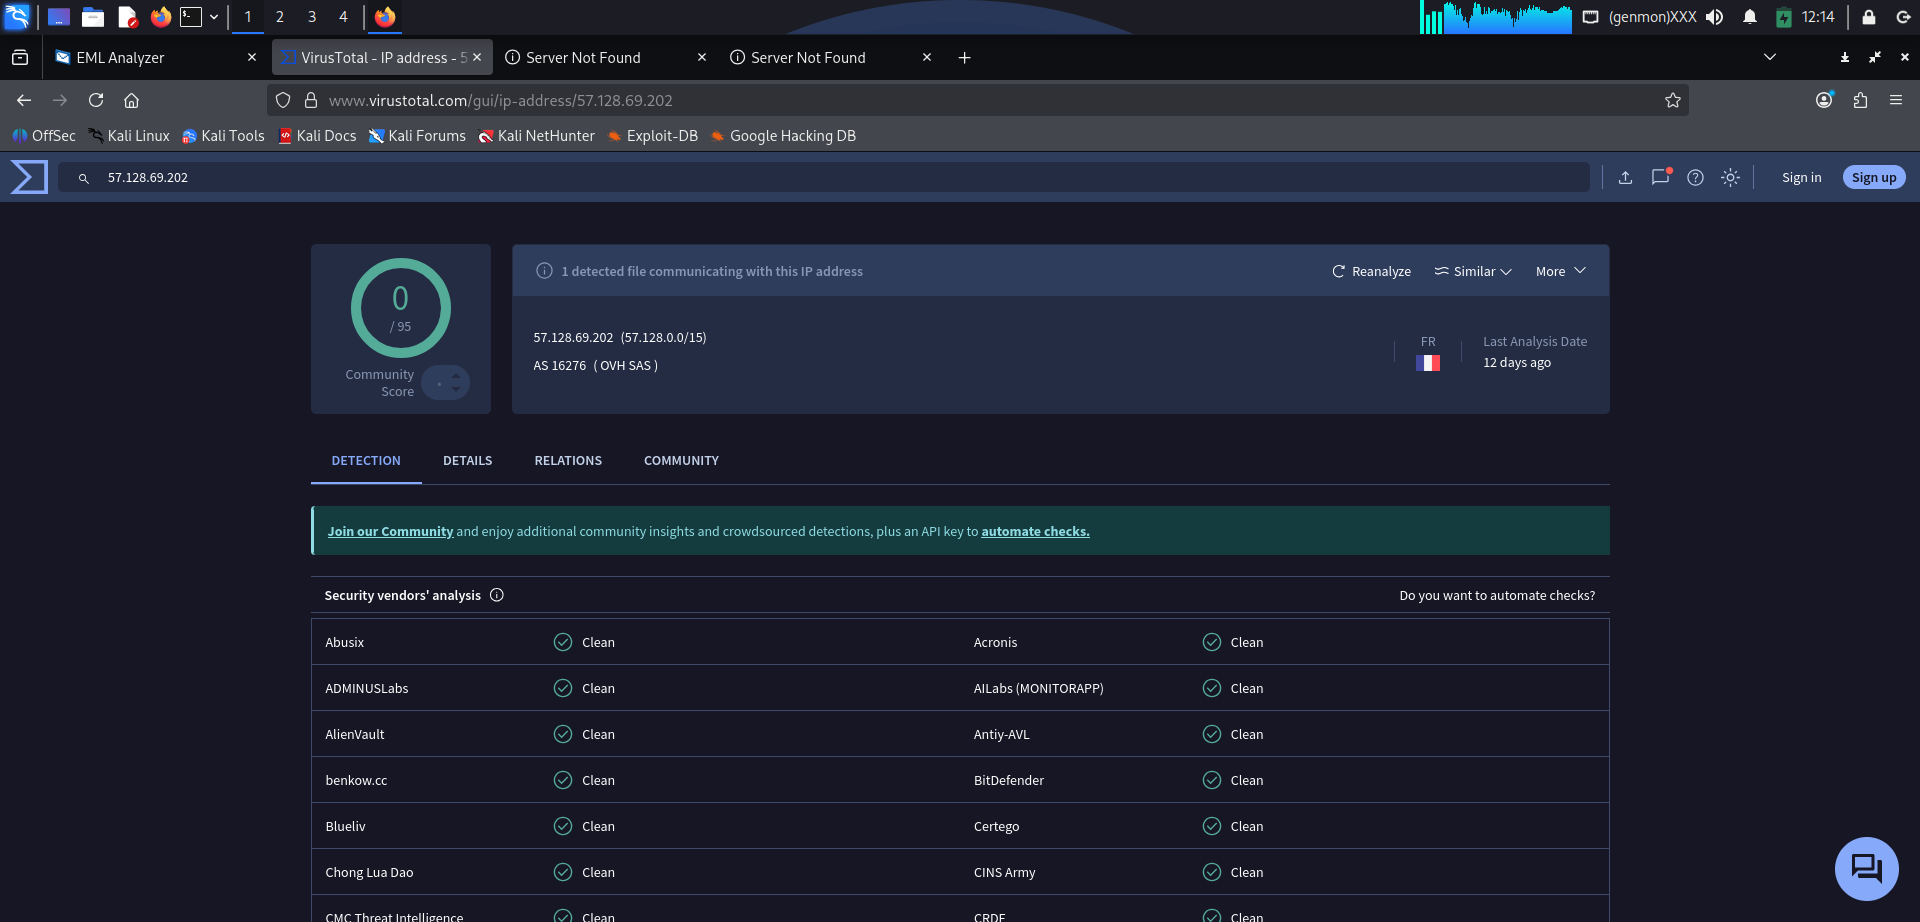 1 2 3 4 (genmon)XXX 12:14
EML Analyzer VirusTotal - IP address - 5 Server Not Found Server Not Found
www.virustotal.com/gui/ip-address/57.128.69.202
OffSec Kali Linux Kali Tools Kali Docs Kali Forums Kali NetHunter Exploit-DB Google Hacking DB
57.128.69.202 Sign in Sign up
0
/ 95
Community
Score
1 detected file communicating with this IP address Reanalyze Similar More
57.128.69.202 (57.128.0.0/15)
AS 16276 ( OVH SAS )
FR
Last Analysis Date
12 days ago
DETECTION DETAILS RELATIONS COMMUNITY
Join our Community and enjoy additional community insights and crowdsourced detections, plus an API key to automate checks.
Security vendors' analysis Do you want to automate checks?
Abusix Clean Acronis Clean
ADMINUSLabs Clean AILabs (MONITORAPP) Clean
AlienVault Clean Antiy-AVL Clean
benkow.cc Clean BitDefender Clean
Blueliv Clean Certego Clean
Chong Lua Dao Clean CINS Army Clean
CMC Threat Intelligence Clean CRDF Clean